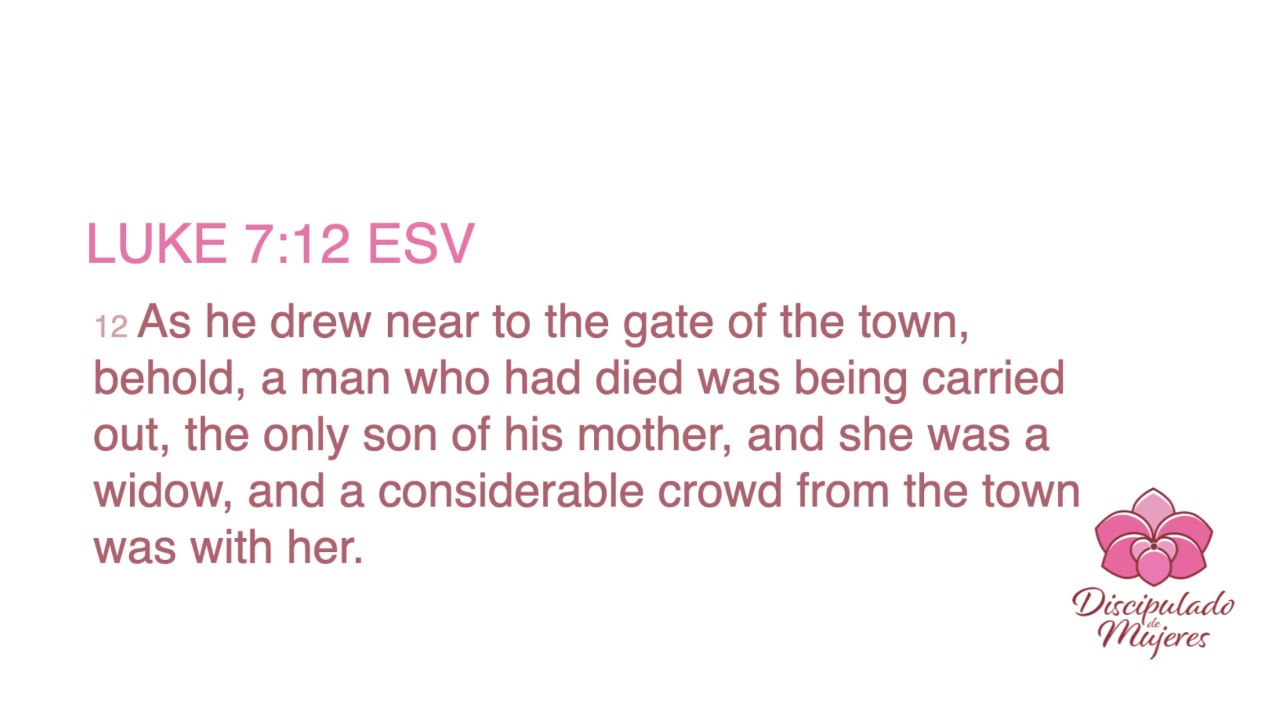 LUKE 7:12 ESV
12 As he drew near to the gate of the town,
behold, a man who had died was being carried
out, the only son of his mother, and she was a
widow, and a considerable crowd from the town
was with her.
Discipulado
de
Mujeres